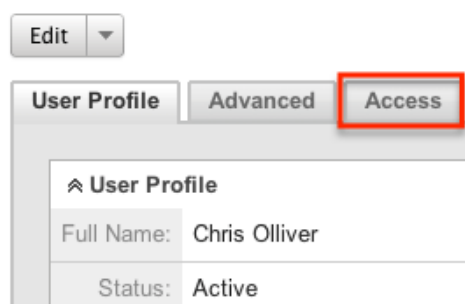 Edit
User Profile Advanced Access
User Profile
Full Name: Chris Olliver
Status: Active